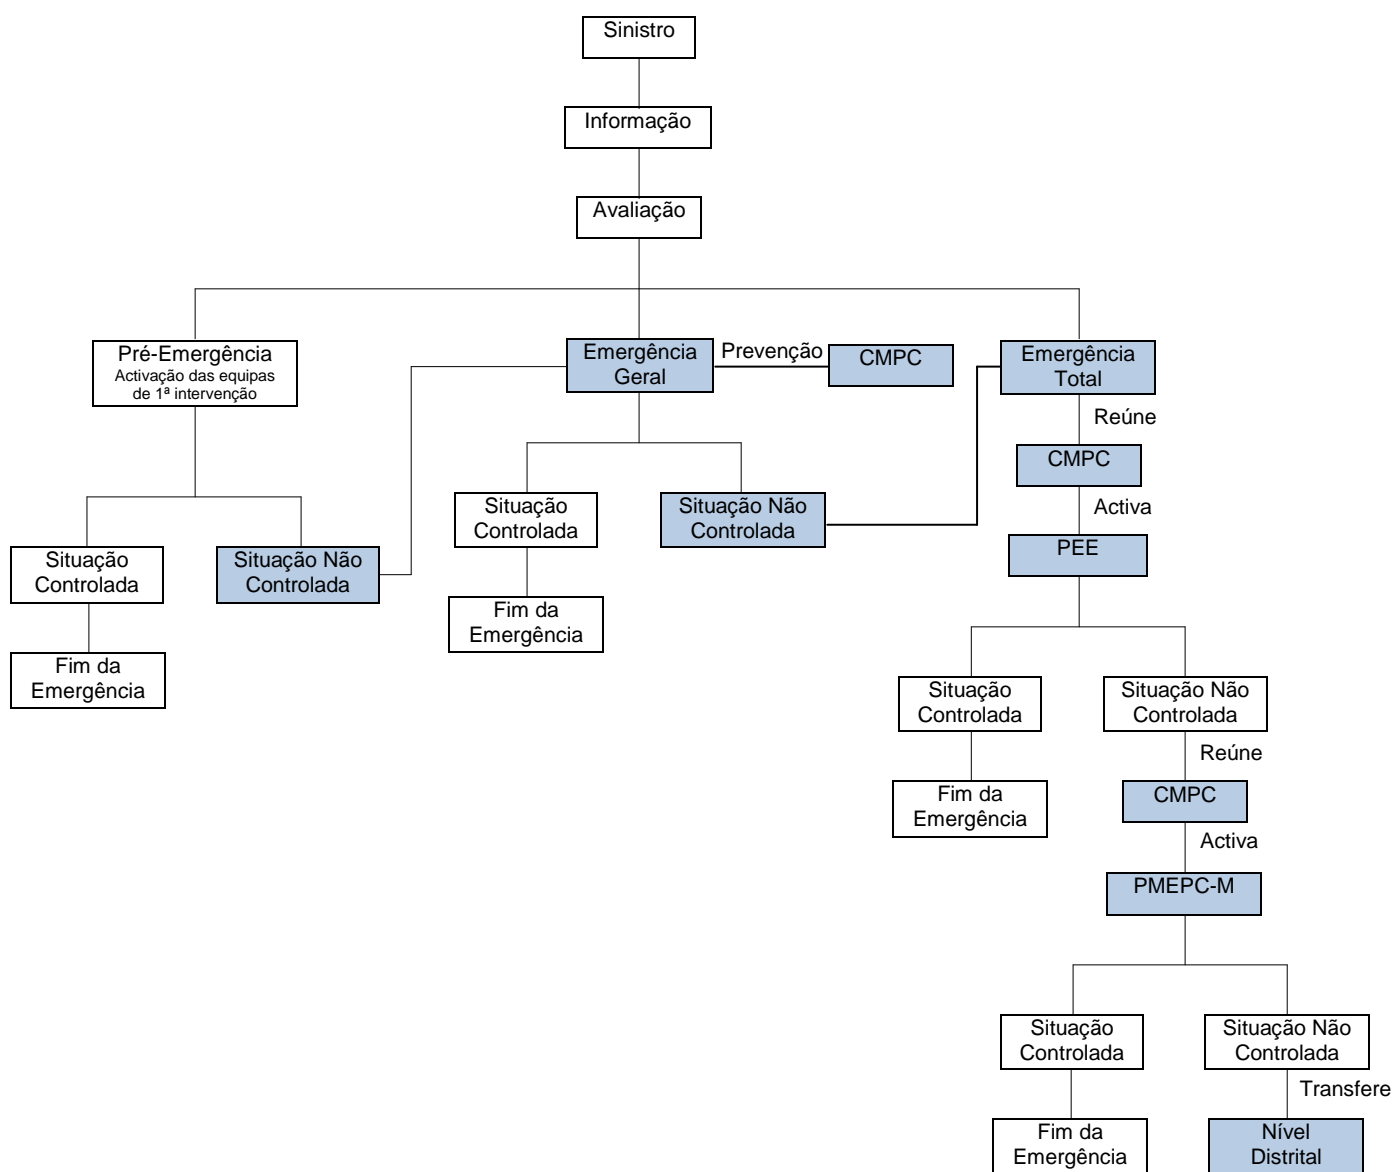 Sinistro
Informação
Avaliação
Pré-Emergência
Activação das equipas
de 1ª intervenção
Emergência
Geral
Prevenção
CMPC
Emergência
Total
Reúne
CMPC
Activa
PEE
Situação
Controlada
Situação Não
Controlada
Situação
Controlada
Situação Não
Controlada
Fim da
Emergência
Fim da
Emergência
Situação
Controlada
Situação Não
Controlada
Reúne
Fim da
Emergência
CMPC
Activa
PMEPC-M
Situação
Controlada
Situação Não
Controlada
Transfere
Fim da
Emergência
Nível
Distrital